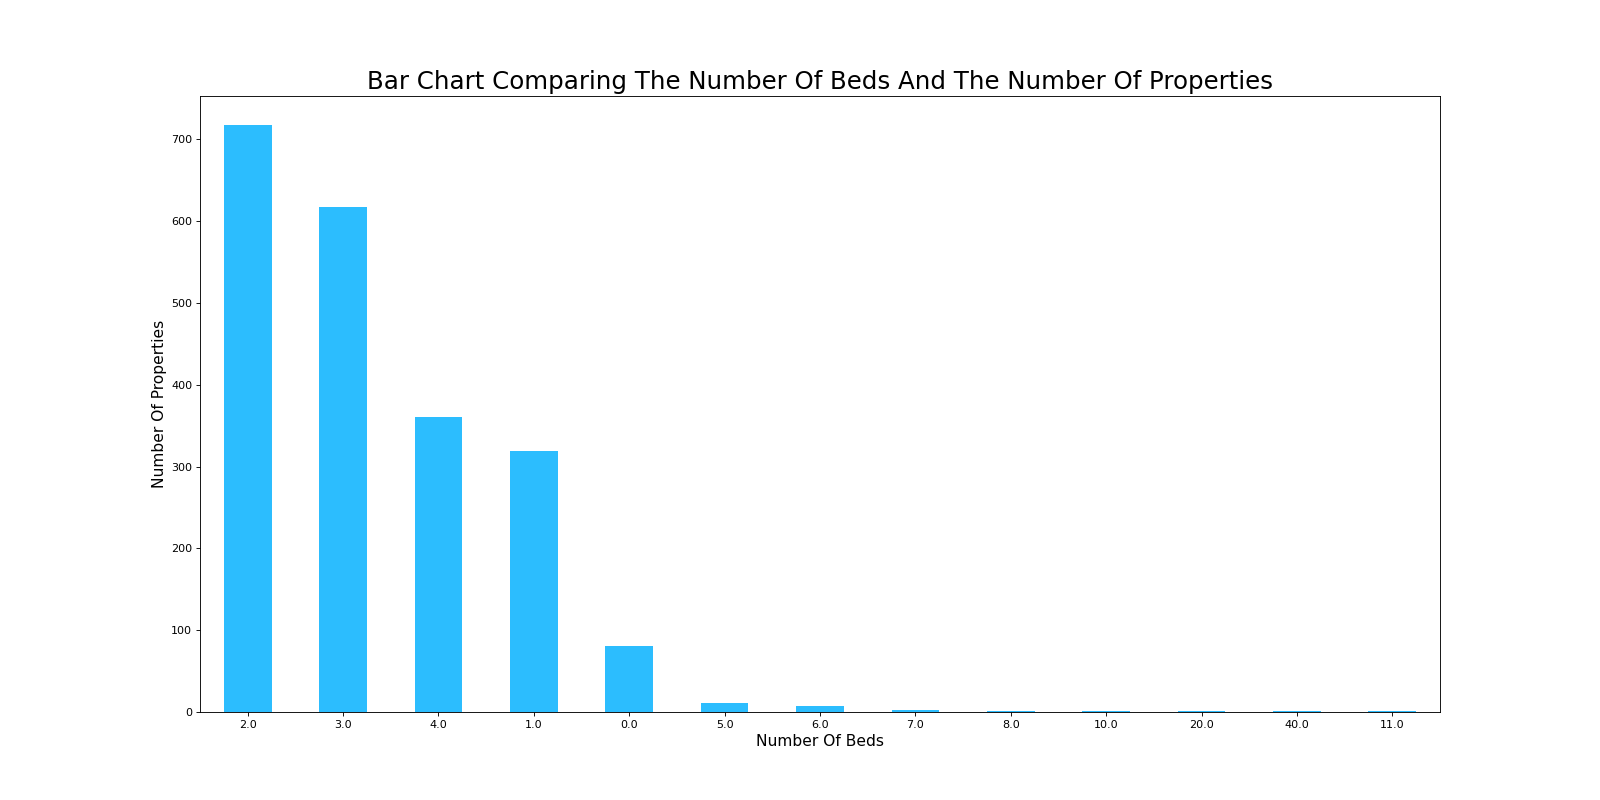 Bar Chart Comparing The Number Of Beds And The Number Of Properties
Number Of Properties
700
600
500
400
300
200
100
0
2.0 3.0 4.0 1.0 0.0 5.0 6.0 7.0 8.0 10.0 20.0 40.0 11.0
Number Of Beds